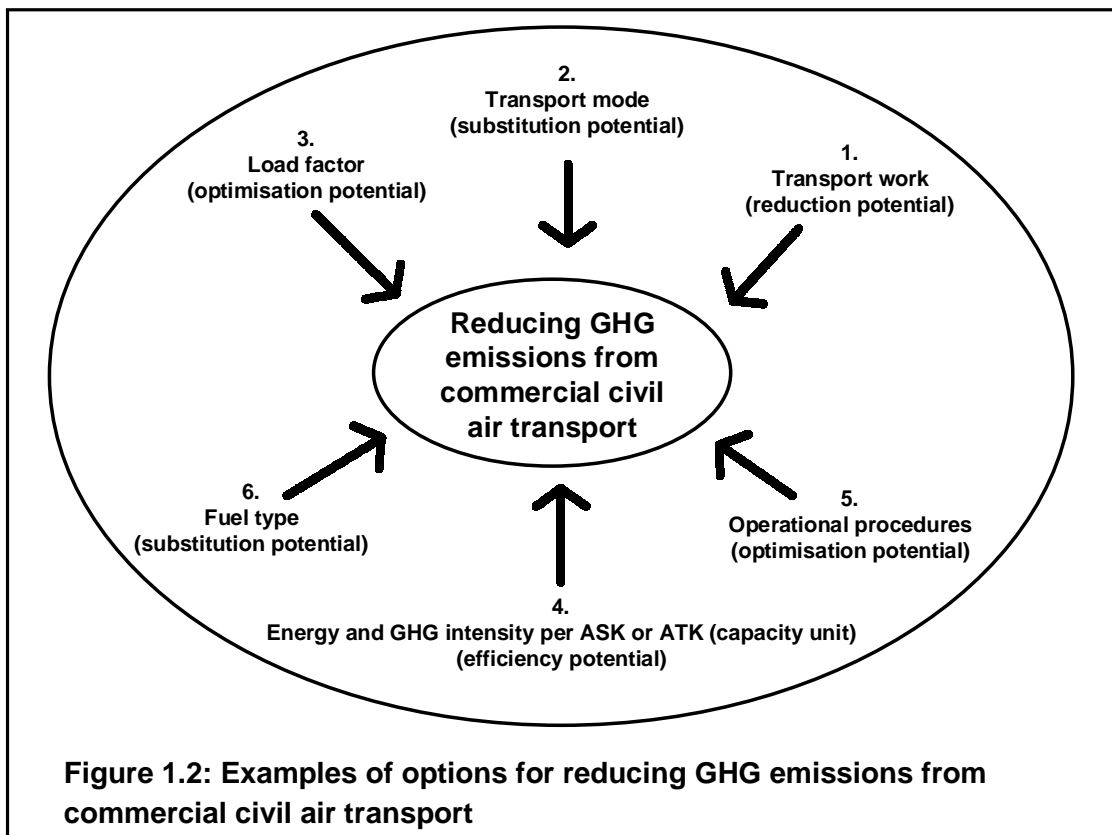 2.
Transport mode
(substitution potential)
3.
Load factor
(optimisation potential)
1.
Transport work
(reduction potential)
Reducing GHG
emissions from
commercial civil
air transport
6.
Fuel type
(substitution potential)
5.
Operational procedures
(optimisation potential)
4.
Energy and GHG intensity per ASK or ATK (capacity unit)
(efficiency potential)
Figure 1.2: Examples of options for reducing GHG emissions from
commercial civil air transport